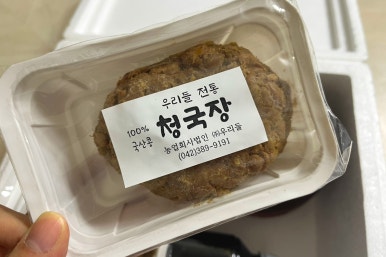 우리들 전통
100%
국산콩
청국장
농업회사법인 ㈜우리들
(042)389-9191